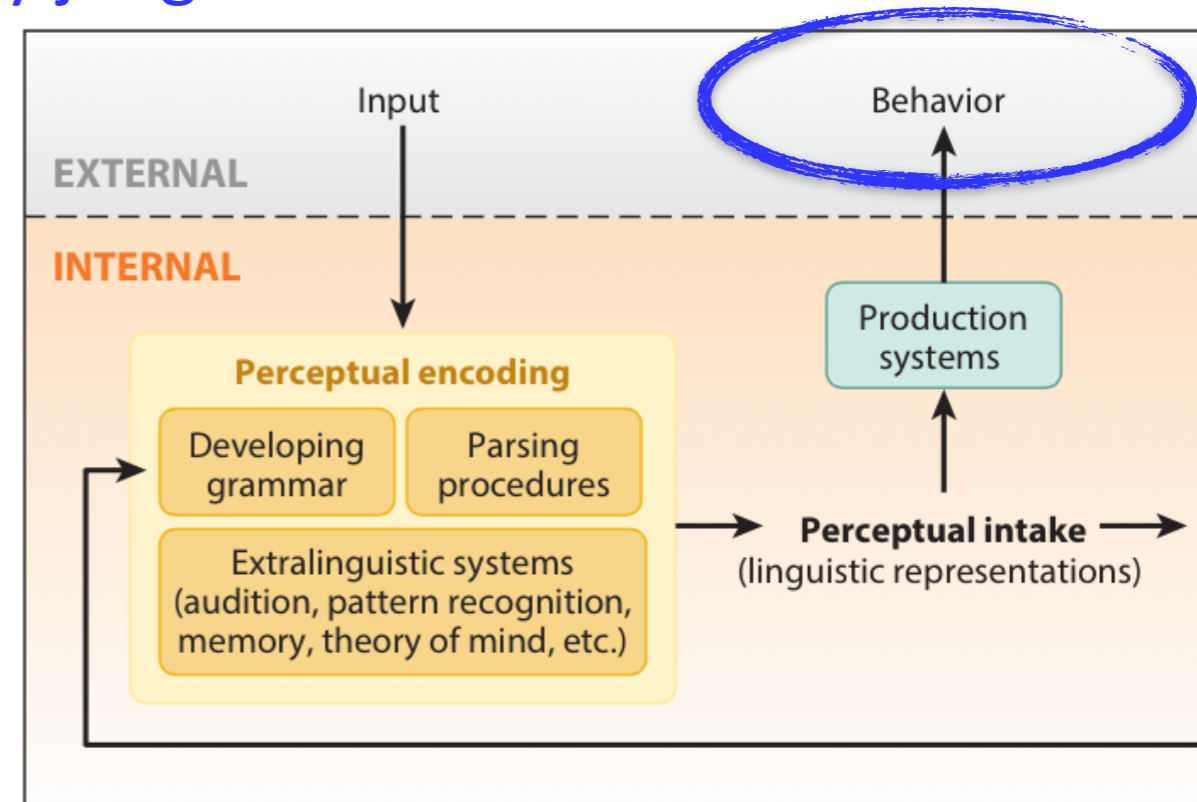 Input
Behavior
EXTERNAL
INTERNAL
Production
systems
Perceptual encoding
Developing
grammar
Parsing
procedures
Extralinguistic systems
(audition, pattern recognition,
memory, theory of mind, etc.)
Perceptual intake
(linguistic representations)